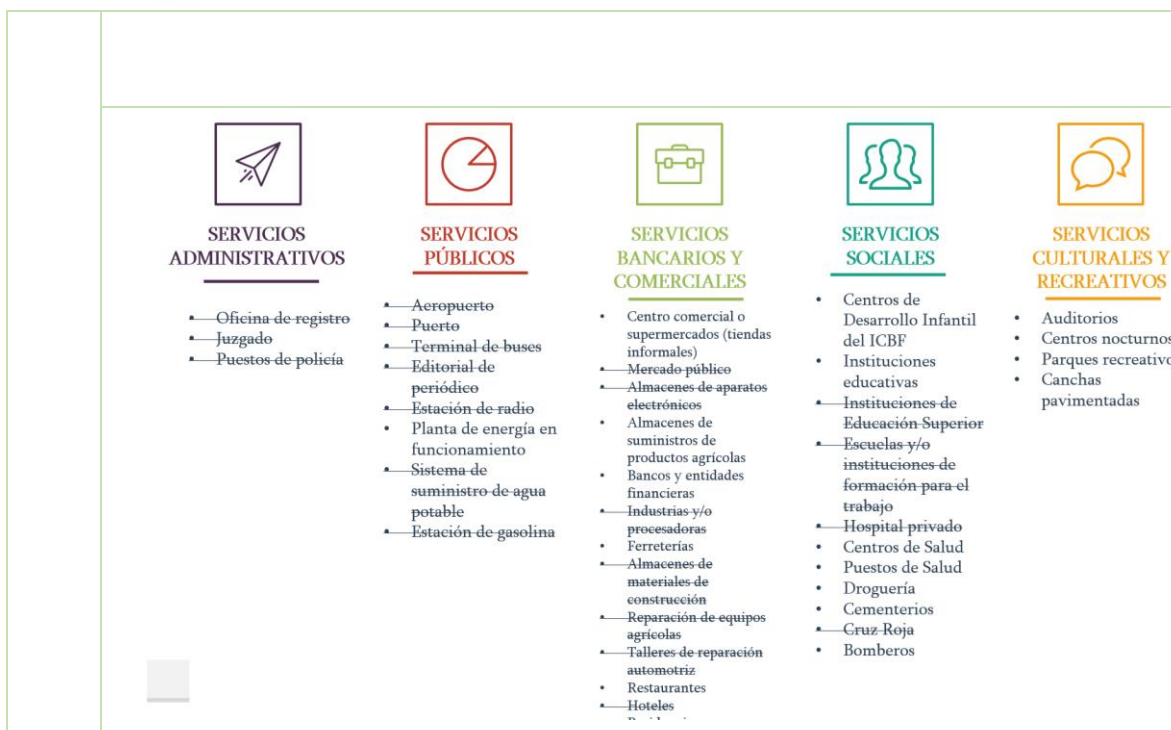 SERVICIOS
ADMINISTRATIVOS
• Oficina de registro
• Juzgado
• Puestos de policía
SERVICIOS
PÚBLICOS
• Aeropuerto
• Puerto
• Terminal de buses
• Editorial de
periódico
• Estación de radio
• Planta de energía en
funcionamiento
• Sistema de
suministro de agua
potable
• Estación de gasolina
SERVICIOS
BANCARIOS Y
COMERCIALES
• Centro comercial o
supermercados (tiendas
informales)
• Mercado público
• Almacenes de aparatos
electrónicos
• Almacenes de
suministros de
productos agrícolas
• Bancos y entidades
financieras
• Industrias y/o
procesadoras
• Ferreterías
• Almacenes de
materiales de
construcción
• Reparación de equipos
agrícolas
• Talleres de reparación
automotriz
• Restaurantes
• Hoteles
SERVICIOS
SOCIALES
• Centros de
Desarrollo Infantil
del ICBF
• Instituciones
educativas
• Instituciones de
Educación Superior
• Escuelas y/o
instituciones de
formación para el
trabajo
• Hospital privado
• Centros de Salud
• Puestos de Salud
• Droguería
• Cementerios
• Cruz Roja
• Bomberos
SERVICIOS
CULTURALES Y
RECREATIVOS
• Auditorios
• Centros nocturnos
• Parques recreativo
• Canchas
pavimentadas